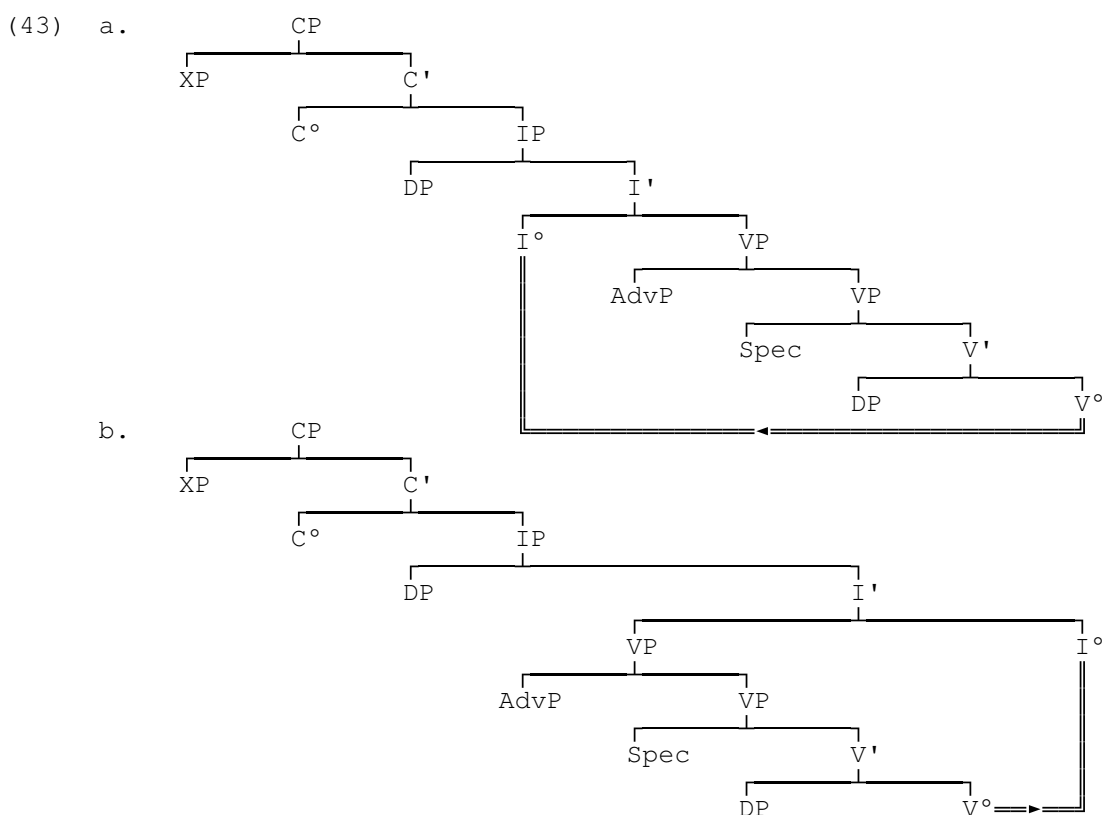 (43) a. CP
XP C'
C° IP
DP I'
I° VP
AdvP VP
Spec V'
DP V°
b. CP
XP C'
C° IP
DP I'
VP I°
AdvP VP
Spec V'
DP V°